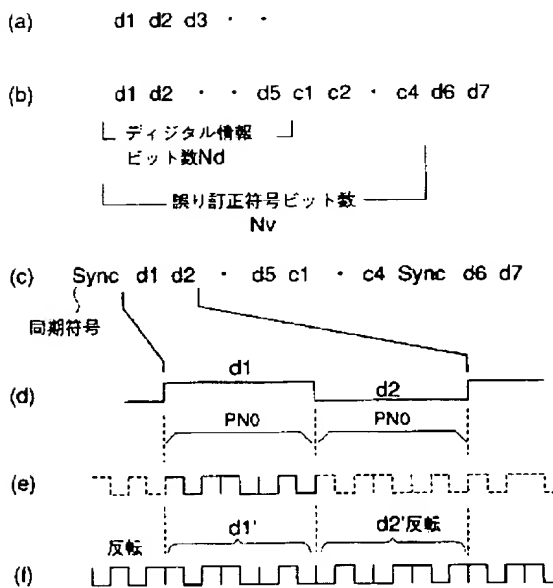 (a) d1 d2 d3 ・ ・
(b) d1 d2 ・ ・ d5 c1 c2 ・ c4 d6 d7
ディジタル情報
ビット数Nd
誤り訂正符号ビット数
Nv
(c) Sync d1 d2 ・ d5 c1 ・ c4 Sync d6 d7
同期符号
(d) d1 d2
PN0 PN0
(e)
反転 d1' d2'反転
(f)